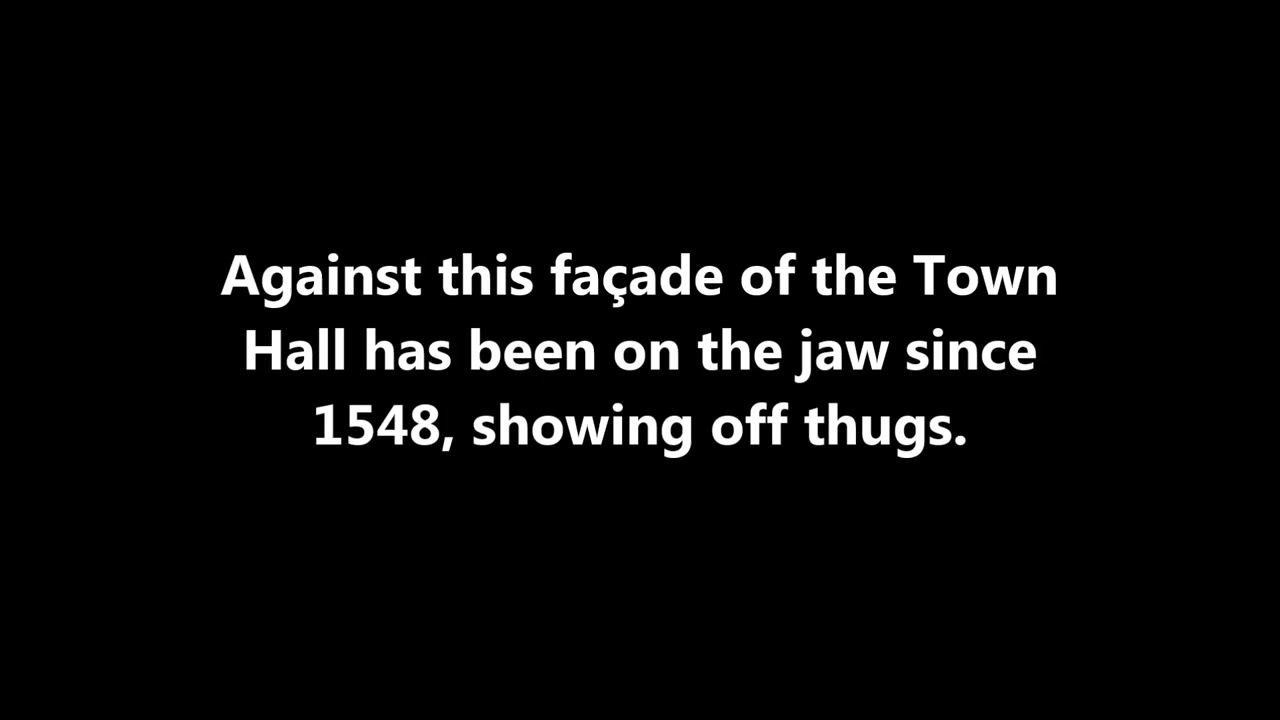 Against this façade of the Town
Hall has been on the jaw since
1548, showing off thugs.